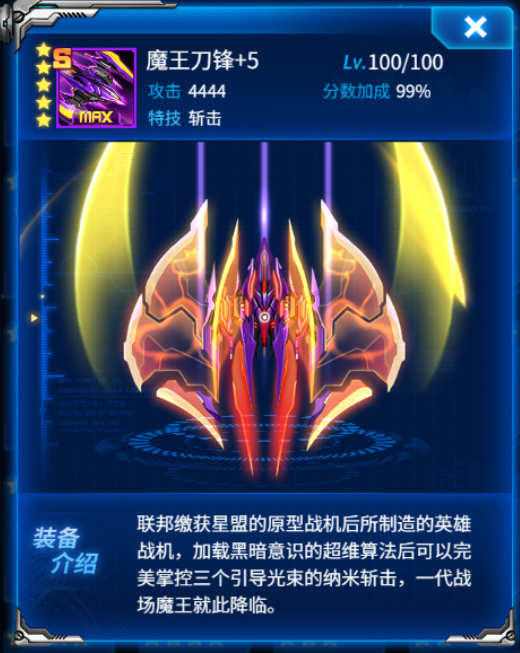 魔王刀锋+5
Lv.100/100
S
攻击 4444
分数加成 99%
MAX
特技 斩击
装备
介绍
联邦缴获星盟的原型战机后所制造的英雄
战机，加载黑暗意识的超维算法后可以完
美掌控三个引导光束的纳米斩击，一代战
场魔王就此降临。